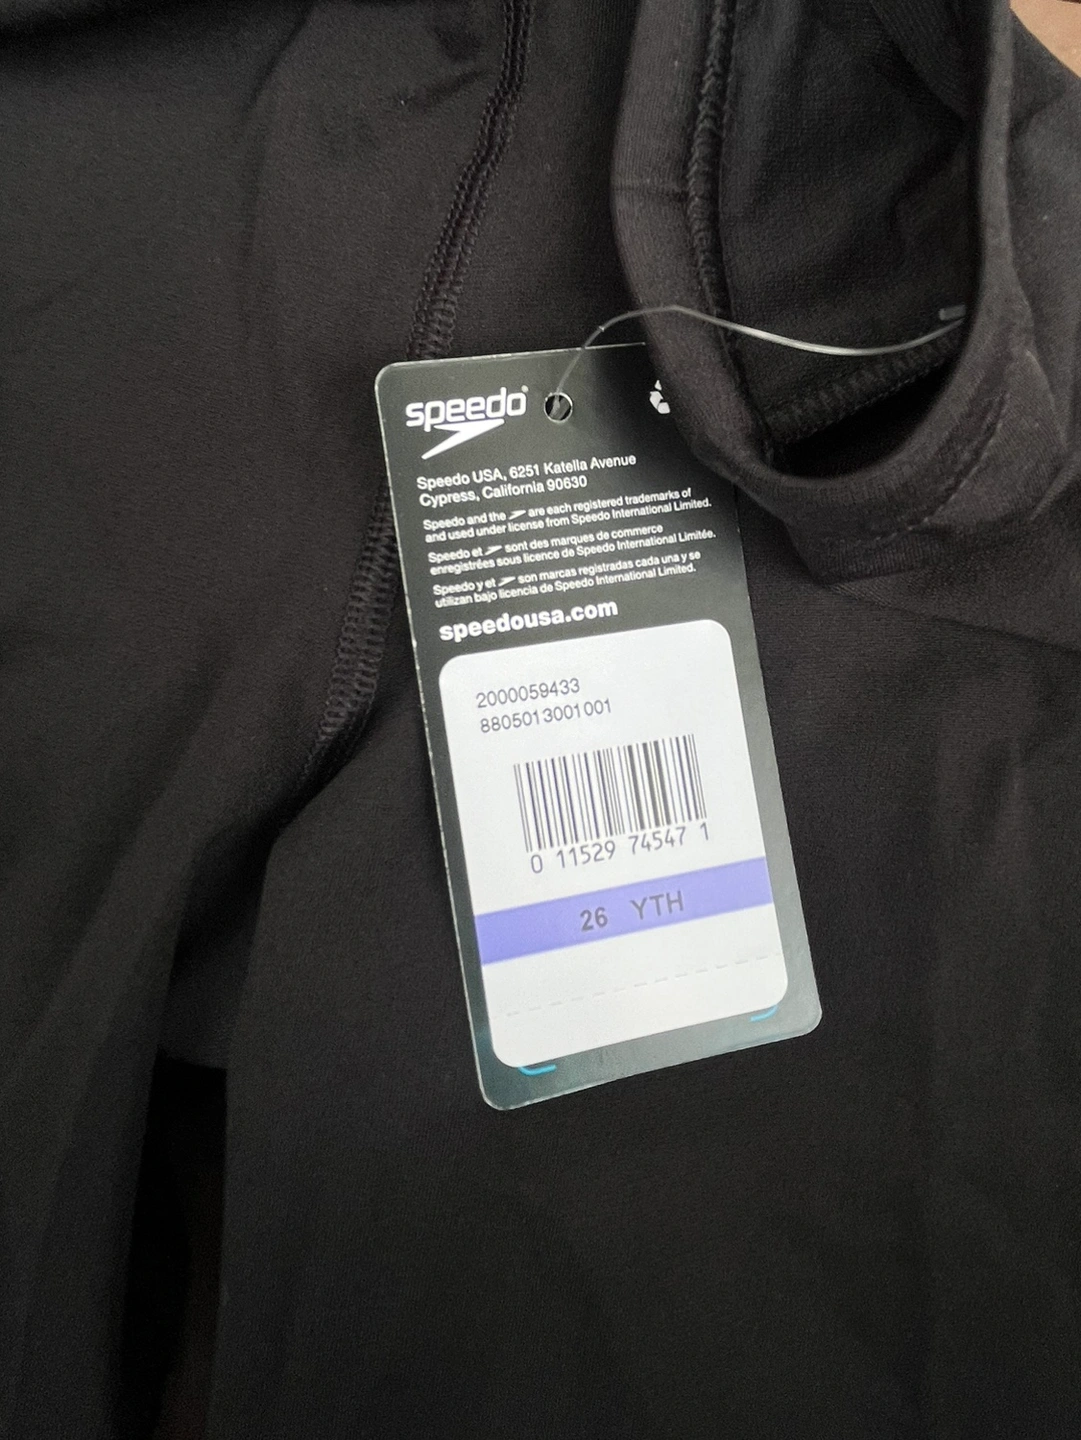 speedo
Speedo USA, 6251 Katella Avenue
Cypress, California 90630
Speedo and the are each registered trademarks of
and used under license from Speedo International Limited.
Speedo et sont des marques de commerce
enregistrées sous licence de Speedo International Limitée.
Speedo y et son marcas registradas cada una y se
utilizan bajo licencia de Speedo International Limited.
speedousa.com
2000059433
8805013001001
0 11529 74547 1
26 YTH